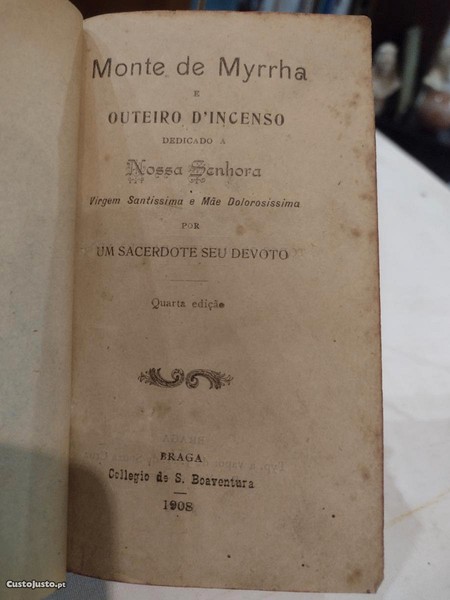 Monte de Myrrha
E
OUTEIRO D'INCENSO
DEDICADO A
Nossa Senhora
Virgem Santissima e Mãe Dolorosissima
POR
UM SACERDOTE SEU DEVOTO
Quarta edição
BRAGA
Collegio de S. Boaventura
1908
© CustoJusto.pt